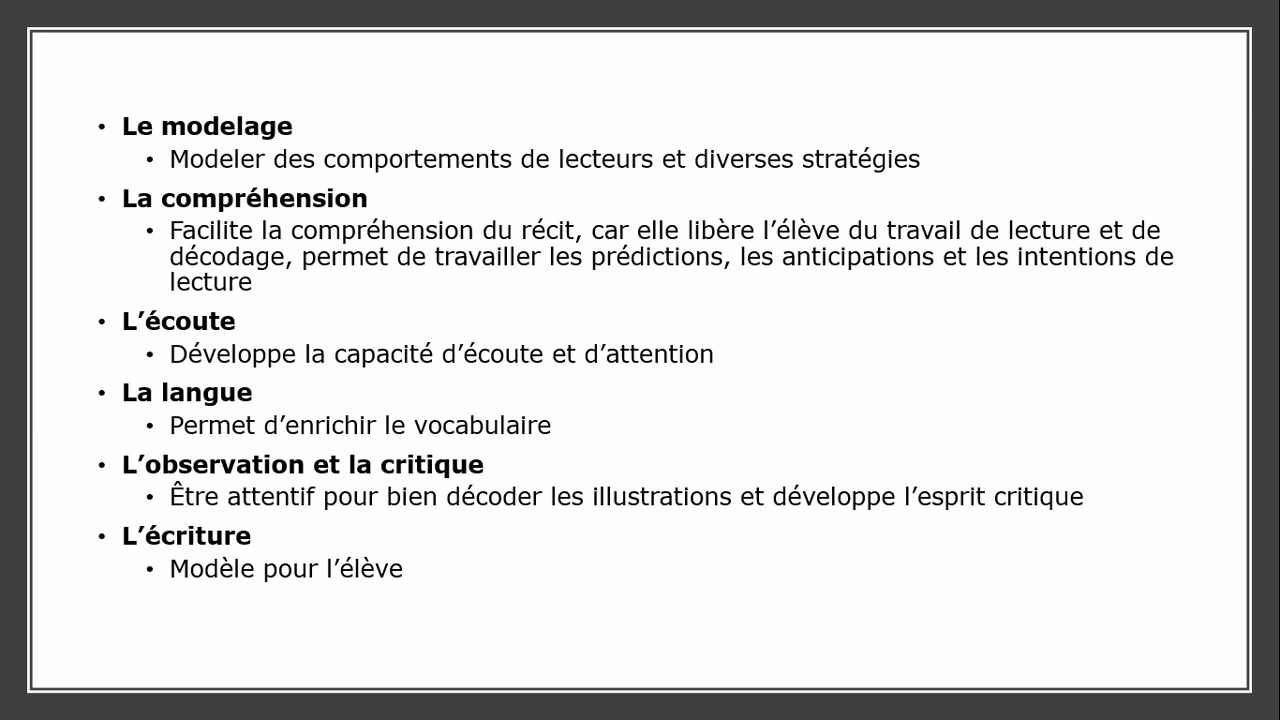 • Le modelage
• Modeler des comportements de lecteurs et diverses stratégies
• La compréhension
• Facilite la compréhension du récit, car elle libère l’élève du travail de lecture et de
décodage, permet de travailler les prédictions, les anticipations et les intentions de
lecture
• L’écoute
• Développe la capacité d’écoute et d’attention
• La langue
• Permet d’enrichir le vocabulaire
• L’observation et la critique
• Être attentif pour bien décoder les illustrations et développe l’esprit critique
• L’écriture
• Modèle pour l’élève